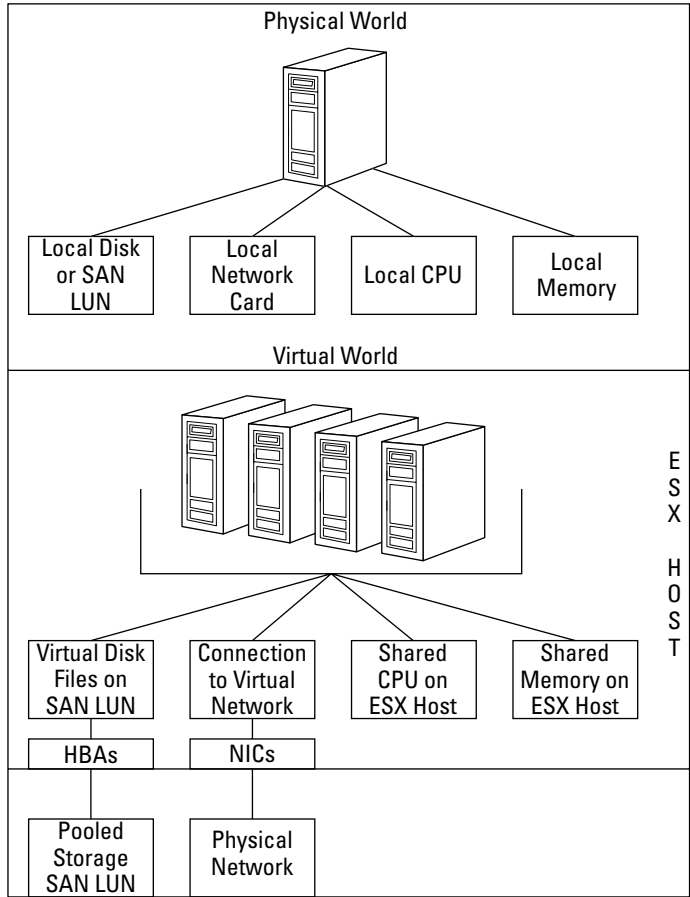 Physical World
Local Disk
or SAN
LUN
Local
Network
Card
Local CPU
Local
Memory
Virtual World
E
S
X
H
O
S
T
Virtual Disk
Files on
SAN LUN
Connection
to Virtual
Network
Shared
CPU on
ESX Host
Shared
Memory on
ESX Host
HBAs
NICs
Pooled
Storage
SAN LUN
Physical
Network